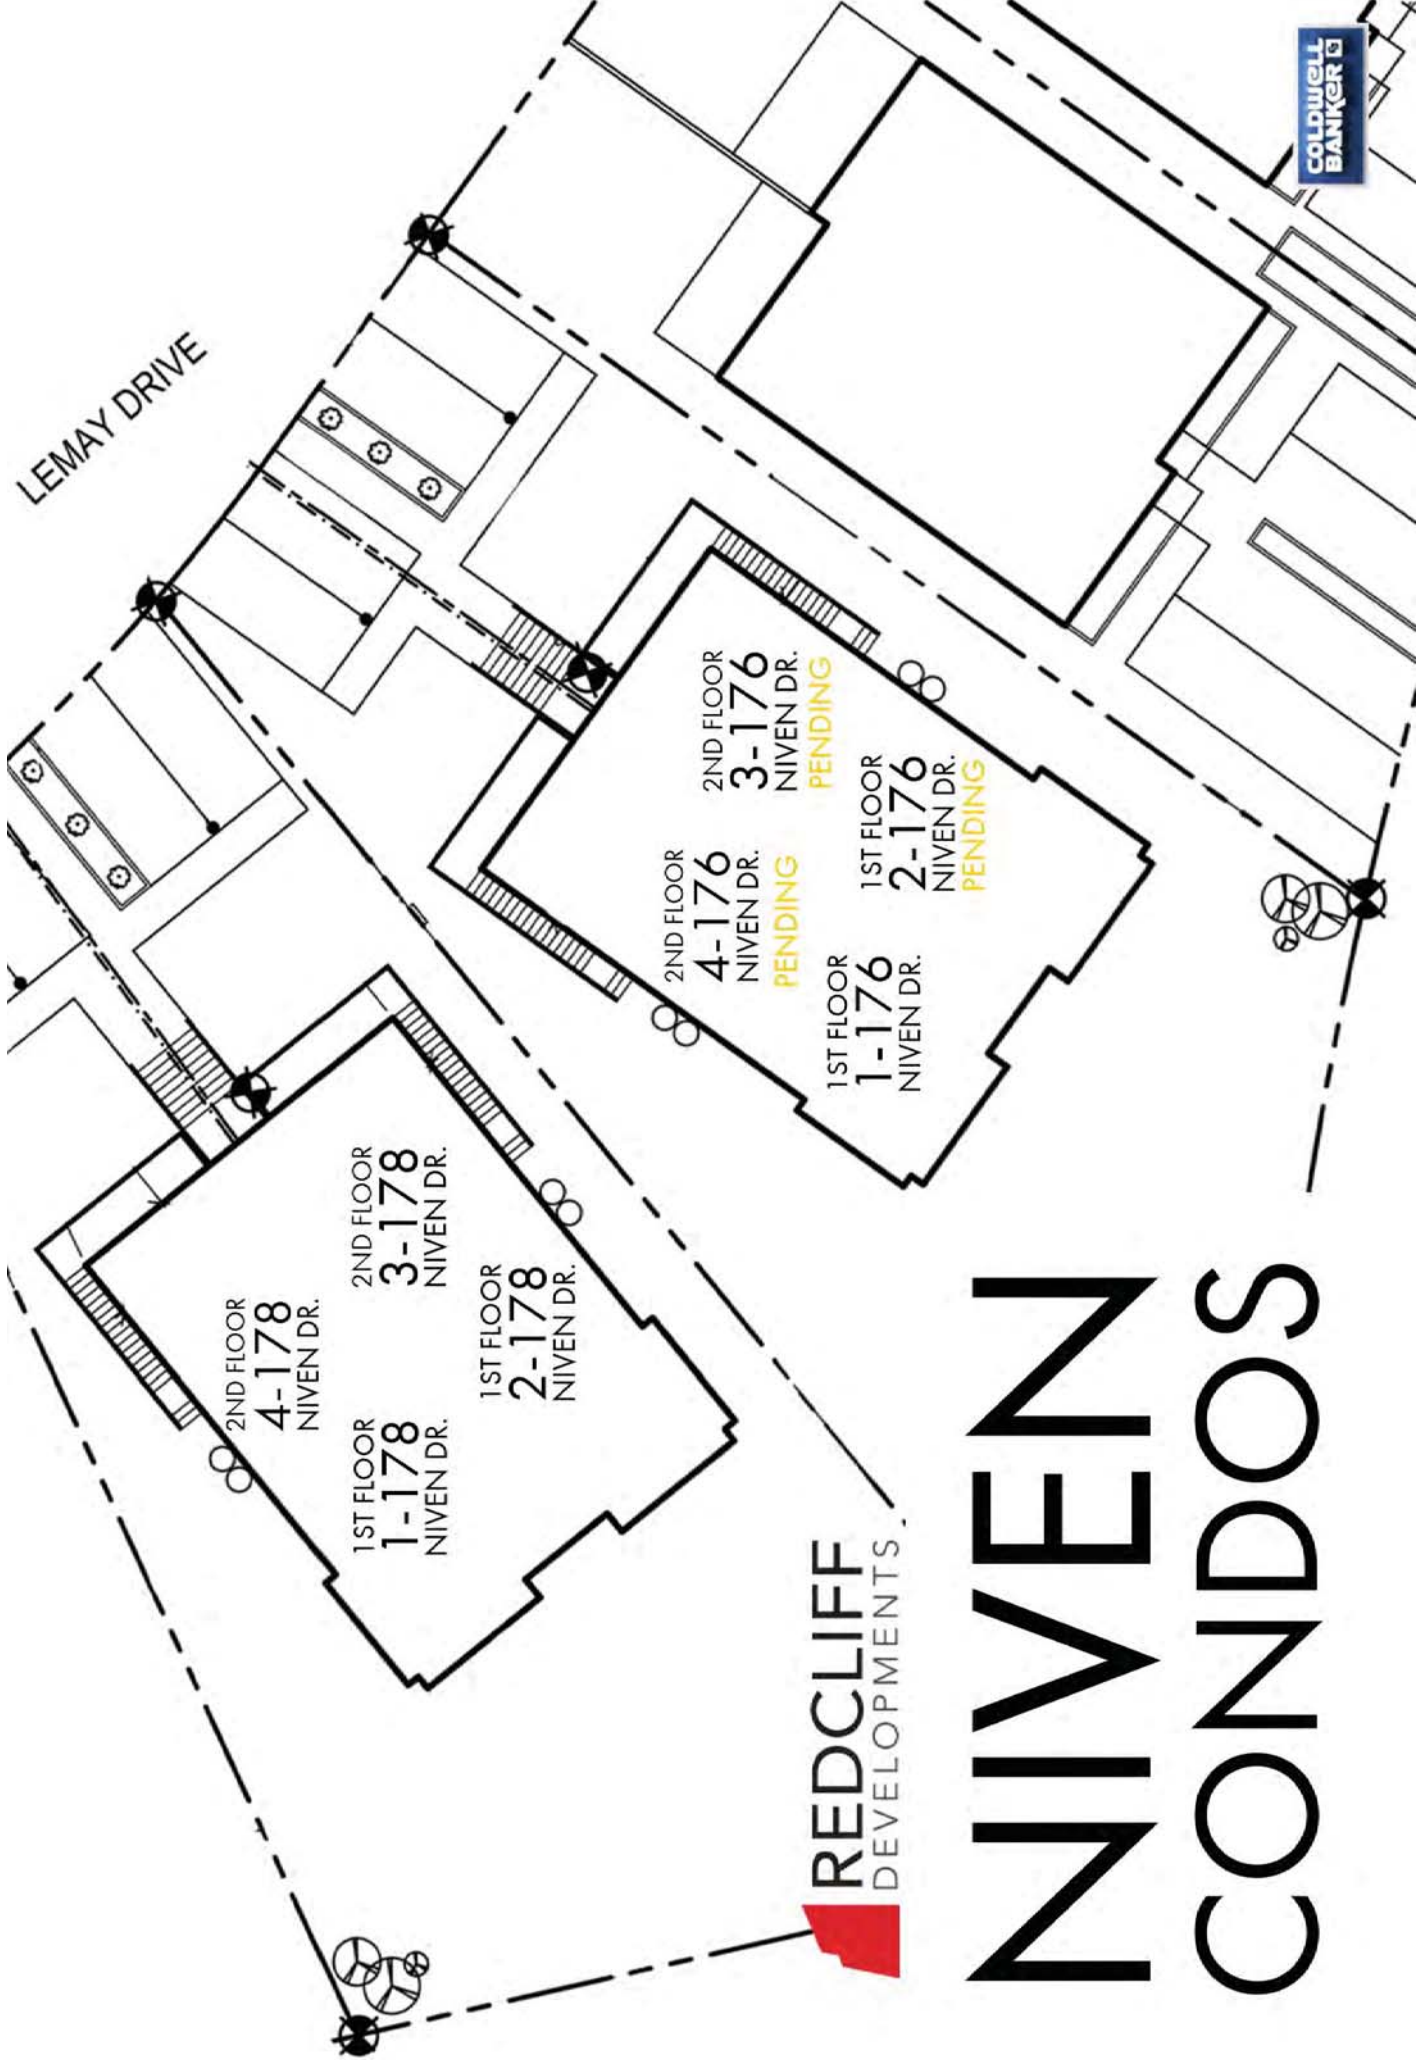 LEMAY DRIVE
COLDWELL
BANKER
2ND FLOOR
4-178
NIVEN DR.
2ND FLOOR
3-178
NIVEN DR.
1ST FLOOR
1-178
NIVEN DR.
1ST FLOOR
2-178
NIVEN DR.
2ND FLOOR
4-176
NIVEN DR.
PENDING
2ND FLOOR
3-176
NIVEN DR.
PENDING
1ST FLOOR
1-176
NIVEN DR.
1ST FLOOR
2-176
NIVEN DR.
PENDING
REDCLIFF
DEVELOPMENTS
NIVEN
CONDOS